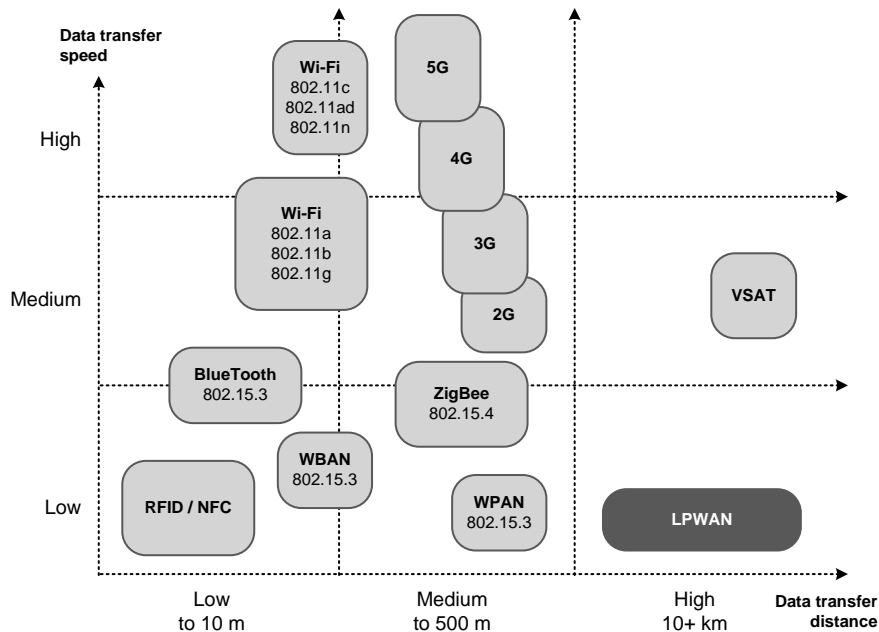 Data transfer
speed
Wi-Fi
802.11c
802.11ad
802.11n
5G
High
4G
Wi-Fi
802.11a
802.11b
802.11g
3G
Medium
2G
VSAT
BlueTooth
802.15.3
ZigBee
802.15.4
WBAN
802.15.3
Low
RFID / NFC
WPAN
802.15.3
LPWAN
Low
to 10 m
Medium
to 500 m
High
10+ km
Data transfer
distance